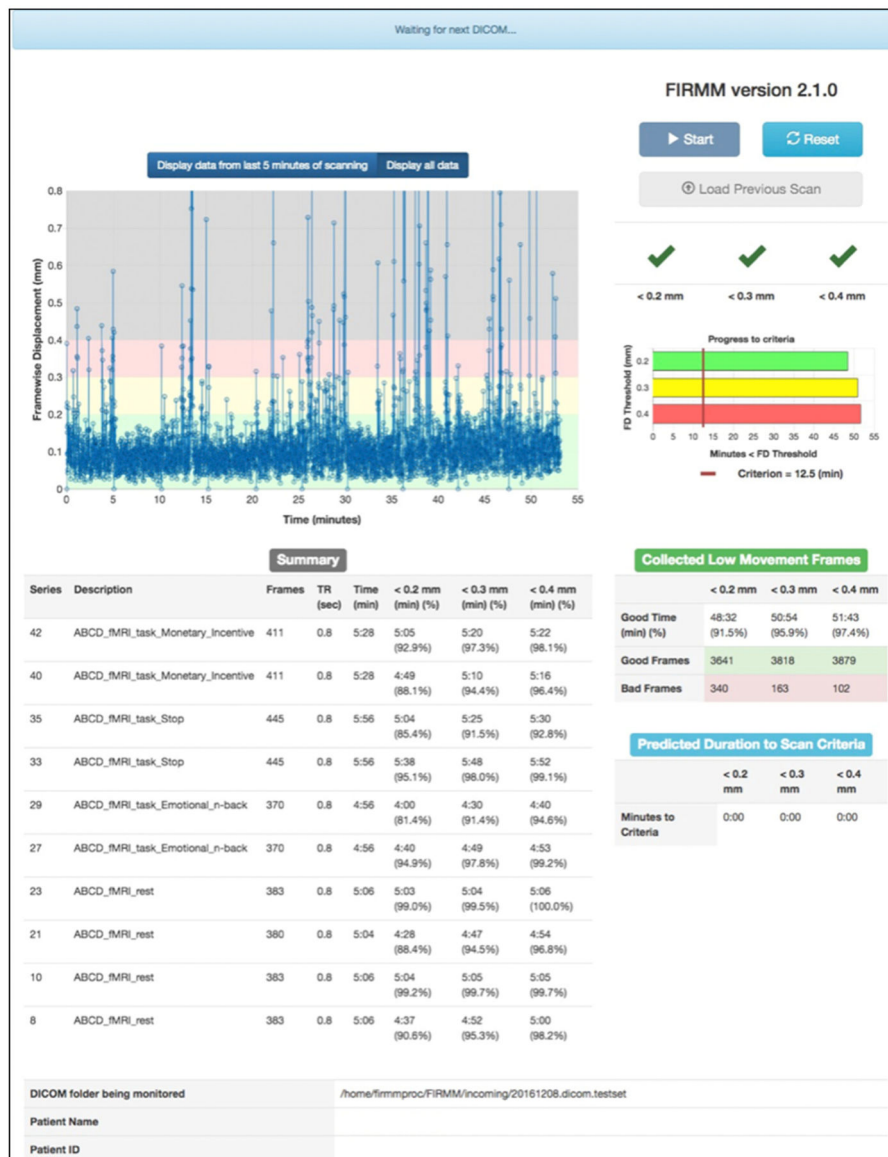 Waiting for next DICOM...
FIRMM version 2.1.0
Start
Reset
Load Previous Scan
Display data from last 5 minutes of scanning
Display all data
Framewise Displacement (mm)
0.8
0.7
0.6
0.5
0.4
0.3
0.2
0.1
0
0 5 10 15 20 25 30 35 40 45 50 55
Time (minutes)
< 0.2 mm < 0.3 mm < 0.4 mm
Progress to criteria
FD Threshold (mm)
0.2
0.3
0.4
0 5 10 15 20 25 30 35 40 45 50 55
Minutes < FD Threshold
Criterion = 12.5 (min)
Summary
Series Description Frames TR (sec) Time (min) < 0.2 mm (min) (%) < 0.3 mm (min) (%) < 0.4 mm (min) (%)
42 ABCD_fMRI_task_Monetary_Incentive 411 0.8 5:28 5:05 5:20 5:22
(92.9%) (97.3%) (98.1%)
40 ABCD_fMRI_task_Monetary_Incentive 411 0.8 5:28 4:49 5:10 5:16
(88.1%) (94.4%) (96.4%)
35 ABCD_fMRI_task_Stop 445 0.8 5:56 5:04 5:25 5:30
(85.4%) (91.5%) (92.8%)
33 ABCD_fMRI_task_Stop 445 0.8 5:56 5:38 5:48 5:52
(95.1%) (98.0%) (99.1%)
29 ABCD_fMRI_task_Emotional_n-back 370 0.8 4:56 4:00 4:30 4:40
(81.4%) (91.4%) (94.6%)
27 ABCD_fMRI_task_Emotional_n-back 370 0.8 4:56 4:40 4:49 4:53
(94.9%) (97.8%) (99.2%)
23 ABCD_fMRI_rest 383 0.8 5:06 5:03 5:04 5:06
(99.0%) (99.5%) (100.0%)
21 ABCD_fMRI_rest 380 0.8 5:04 4:28 4:47 4:54
(88.4%) (94.5%) (96.8%)
10 ABCD_fMRI_rest 383 0.8 5:06 5:04 5:05 5:05
(99.2%) (99.7%) (99.7%)
8 ABCD_fMRI_rest 383 0.8 5:06 4:37 4:52 5:00
(90.6%) (95.3%) (98.2%)
Collected Low Movement Frames
< 0.2 mm < 0.3 mm < 0.4 mm
Good Time 48:32 50:54 51:43
(min) (%) (91.5%) (95.9%) (97.4%)
Good Frames 3641 3818 3879
Bad Frames 340 163 102
Predicted Duration to Scan Criteria
< 0.2 < 0.3 < 0.4
mm mm mm
Minutes to 0:00 0:00 0:00
Criteria
DICOM folder being monitored /home/firmmproc/FIRMM/incoming/20161208.dicom.testset
Patient Name
Patient ID